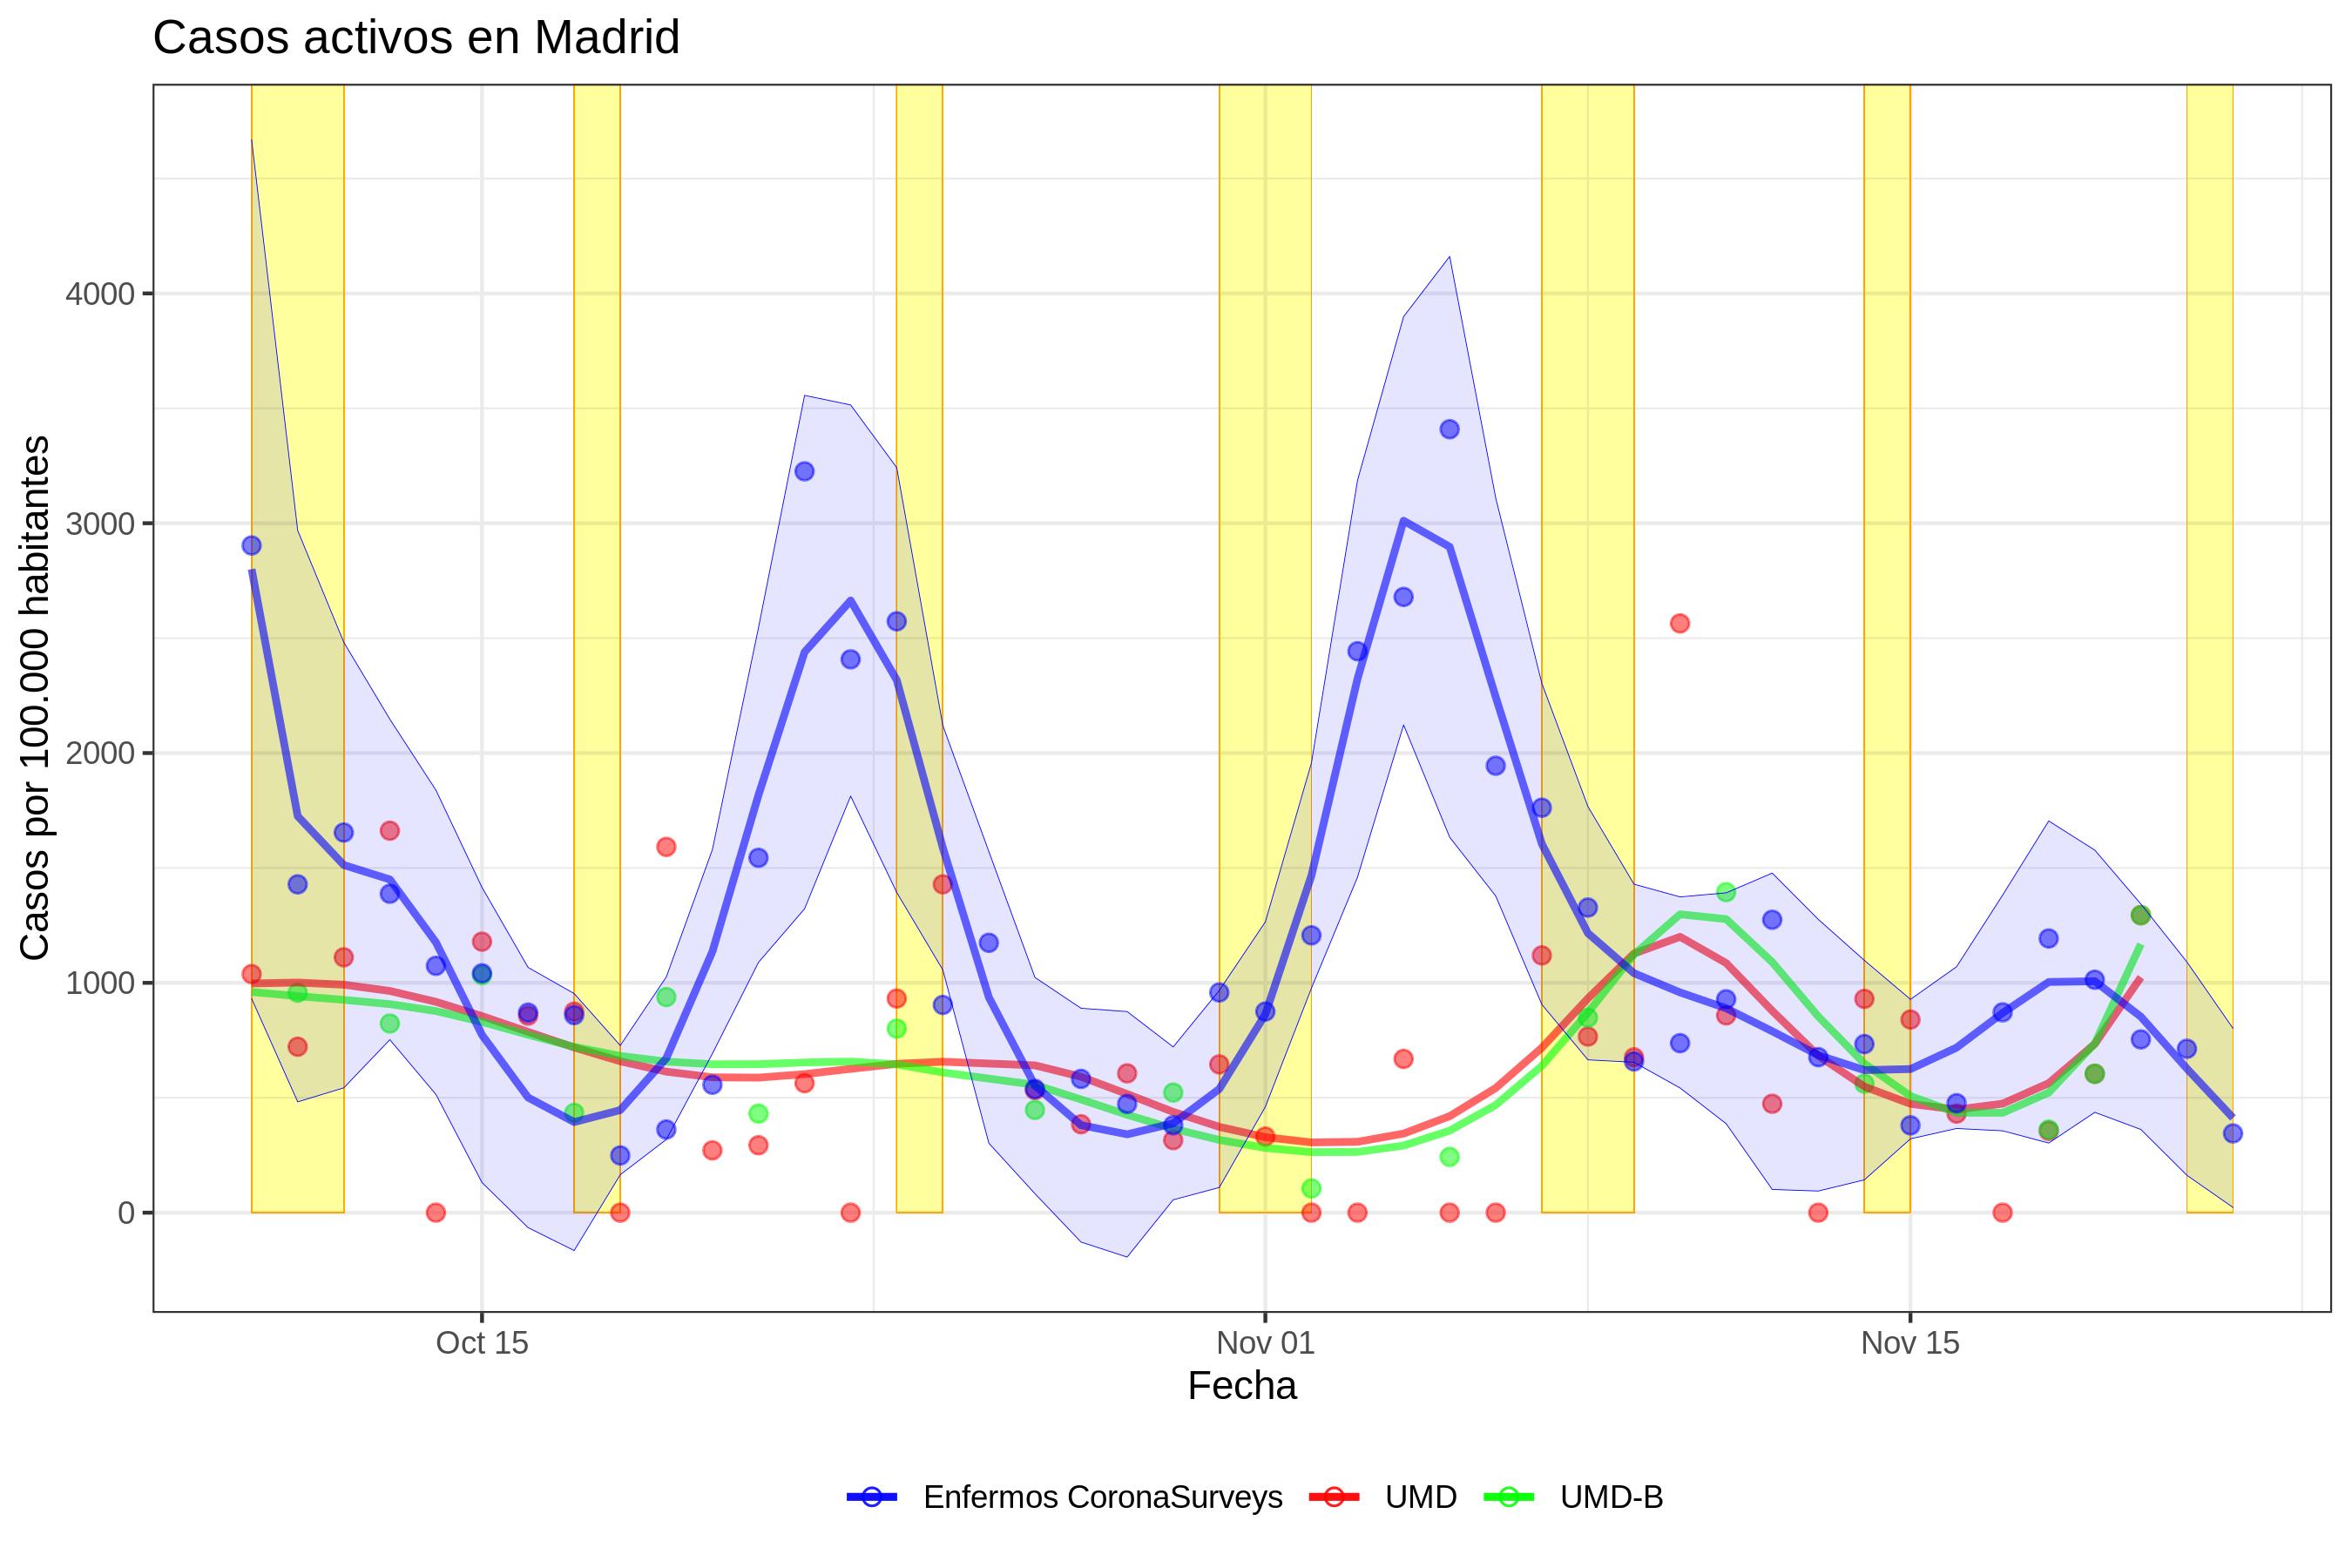 Casos activos en Madrid
Casos por 100.000 habitantes
4000
3000
2000
1000
0
Oct 15 Nov 01 Nov 15
Fecha
Enfermos CoronaSurveys UMD UMD-B